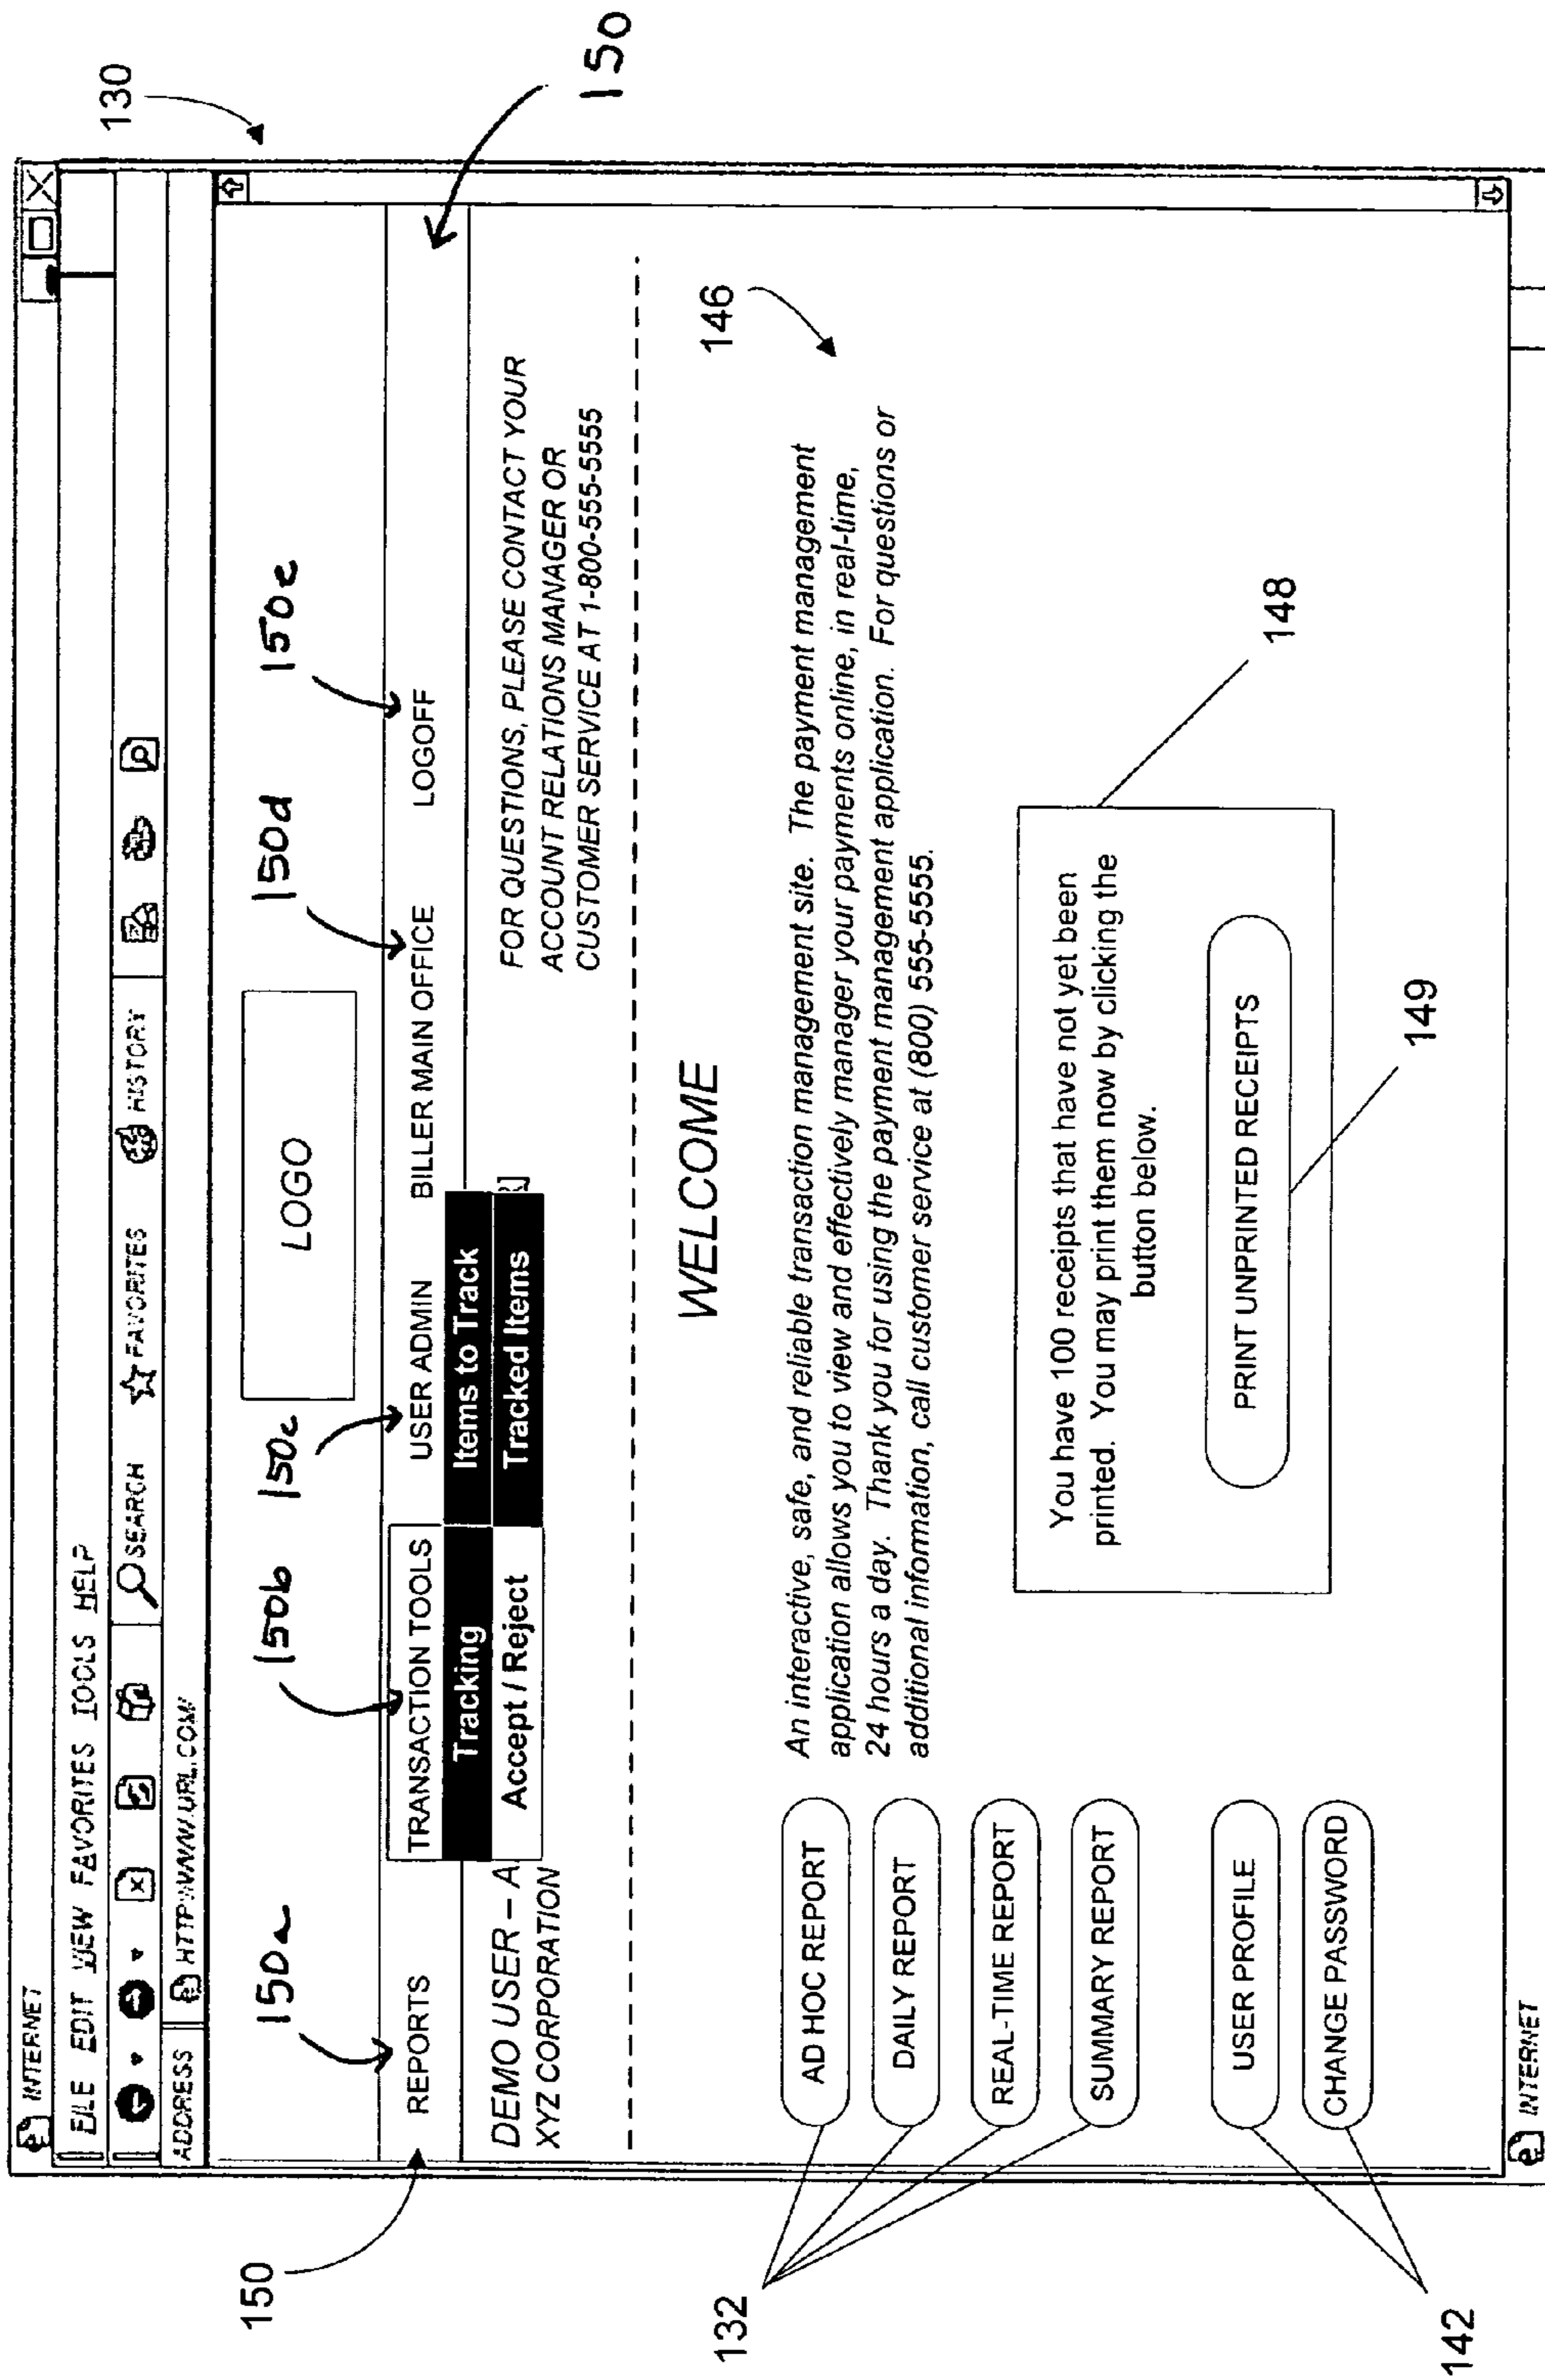 INTERNET
FILE EDIT VIEW FAVORITES TOOLS HELP
SEARCH FAVORITES HISTORY
ADDRESS HTTP:\WWW.URL.COM/
130
LOGO
150a 150b 150c 150d 150e
150
REPORTS TRANSACTION TOOLS USER ADMIN BILLER MAIN OFFICE LOGOFF
150
Tracking Items to Track
Accept / Reject Tracked Items
DEMO USER – A
XYZ CORPORATION
FOR QUESTIONS, PLEASE CONTACT YOUR
ACCOUNT RELATIONS MANAGER OR
CUSTOMER SERVICE AT 1-800-555-5555
WELCOME
146
An interactive, safe, and reliable transaction management site. The payment management
application allows you to view and effectively manager your payments online, in real-time,
24 hours a day. Thank you for using the payment management application. For questions or
additional information, call customer service at (800) 555-5555.
132
AD HOC REPORT
DAILY REPORT
REAL-TIME REPORT
SUMMARY REPORT
148
You have 100 receipts that have not yet been
printed. You may print them now by clicking the
button below.
PRINT UNPRINTED RECEIPTS
149
142
USER PROFILE
CHANGE PASSWORD
INTERNET